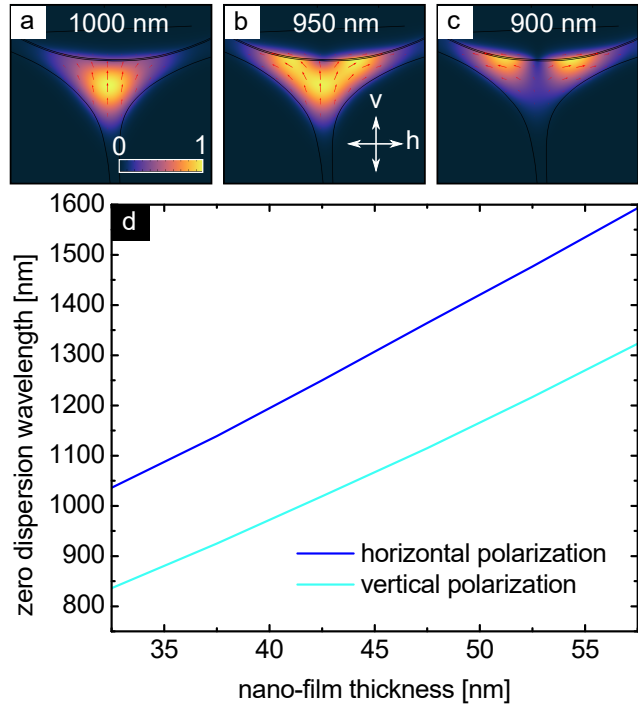 a 1000 nm
b 950 nm
c 900 nm
0 1
v
h
d
1600
1500
1400
1300
1200
1100
1000
900
800
zero dispersion wavelength [nm]
horizontal polarization
vertical polarization
35 40 45 50 55
nano-film thickness [nm]